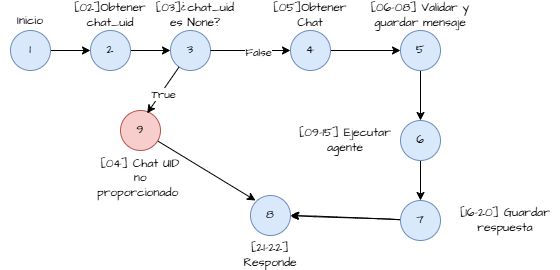 Inicio
[02]Obtener
chat_uid
[03]¿chat_uid
es None?
[05]Obtener
Chat
[06-08] Validar y
guardar mensaje
1
2
3
False
4
5
True
9
[04:] Chat UID
no
proporcionado
[09-15] Ejecutar
agente
6
8
[21-22]
Responde
7
[16-20] Guardar
respuesta